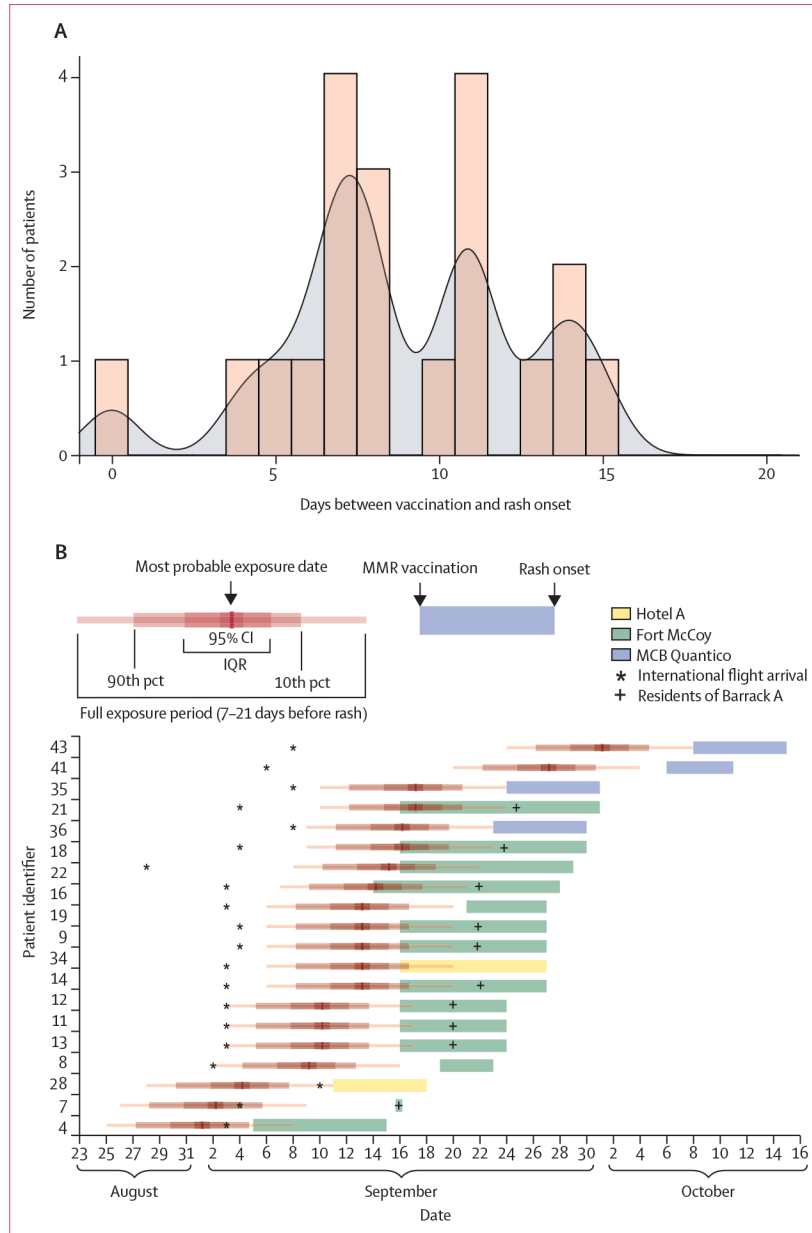 A
4
3
2
1
0
Number of patients
0 5 10 15 20
Days between vaccination and rash onset
B
Most probable exposure date
95% CI
IQR
90th pct
10th pct
Full exposure period (7–21 days before rash)
MMR vaccination
Rash onset
Hotel A
Fort McCoy
MCB Quantico
* International flight arrival
+ Residents of Barrack A
Patient identifier
43
41
35
21
36
18
22
16
19
9
34
14
12
11
13
8
28
7
4
23 25 27 29 31 2 4 6 8 10 12 14 16 18 20 22 24 26 28 30 2 4 6 8 10 12 14 16
August September October
Date